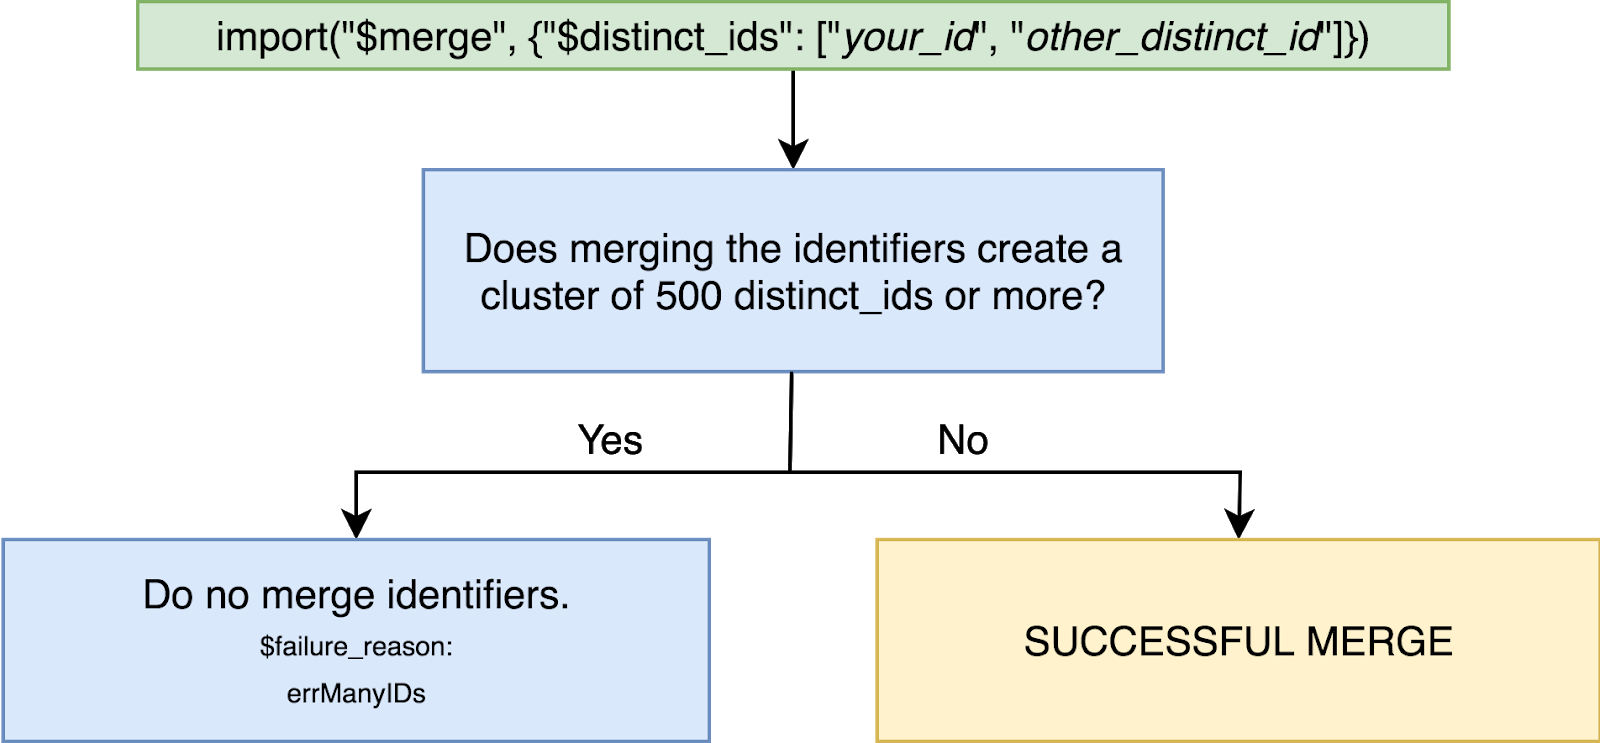 import("$merge", {"$distinct_ids": ["your_id", "other_distinct_id"]})
Does merging the identifiers create a
cluster of 500 distinct_ids or more?
Yes
No
Do no merge identifiers.
$failure_reason:
errManyIDs
SUCCESSFUL MERGE